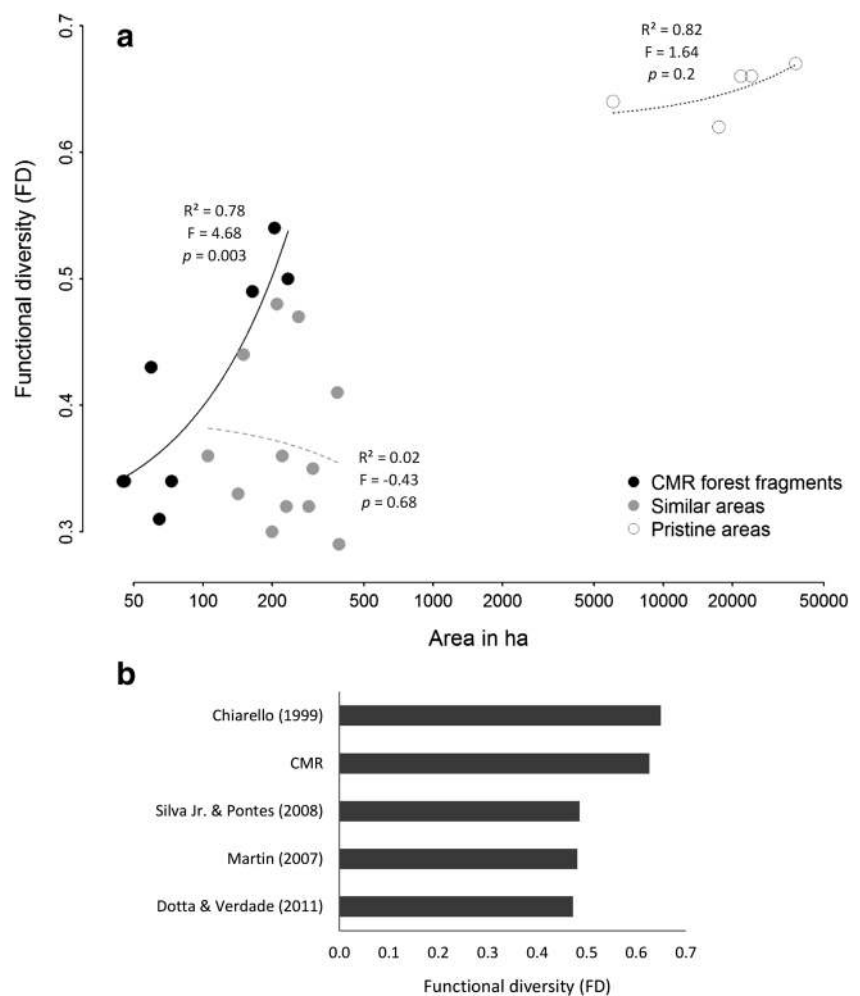 a
Functional diversity (FD)
0.7
0.6
0.5
0.4
0.3
R² = 0.82
F = 1.64
p = 0.2
R² = 0.78
F = 4.68
p = 0.003
R² = 0.02
F = -0.43
p = 0.68
CMR forest fragments
Similar areas
Pristine areas
50 100 200 500 1000 2000 5000 10000 20000 50000
Area in ha
b
Chiarello (1999)
CMR
Silva Jr. & Pontes (2008)
Martin (2007)
Dotta & Verdade (2011)
0.0 0.1 0.2 0.3 0.4 0.5 0.6 0.7
Functional diversity (FD)